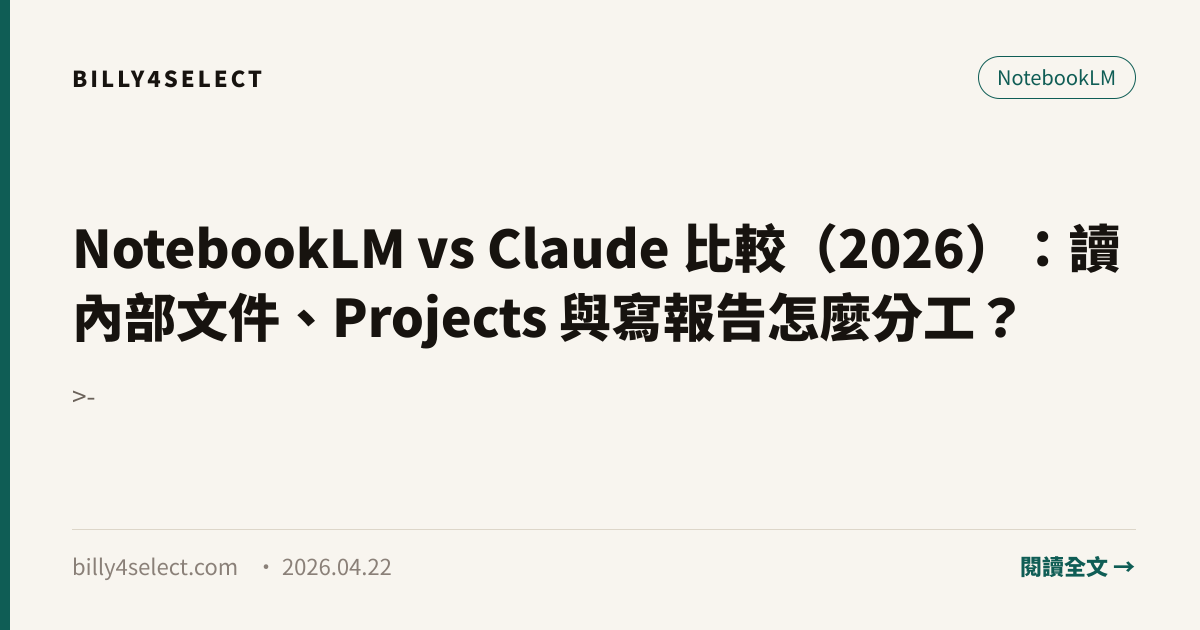 BILLY4SELECT
NotebookLM
NotebookLM vs Claude 比較（2026）：讀
內部文件、Projects 與寫報告怎麼分工？
>-
billy4select.com ・ 2026.04.22
閱讀全文 →